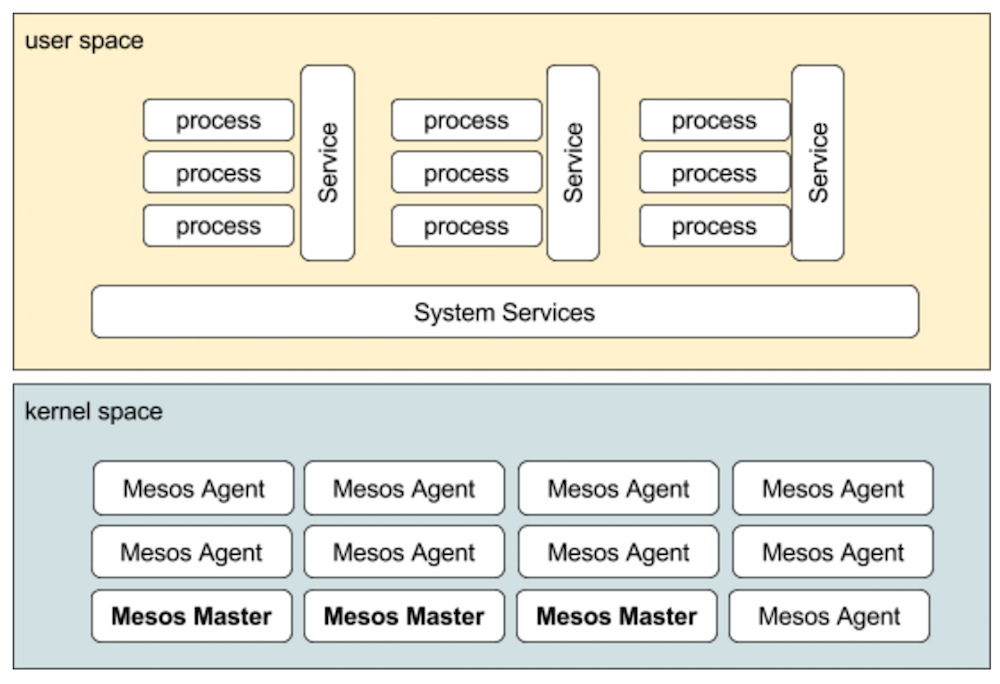 user space
process
process
process
Service
process
process
process
Service
process
process
process
Service
System Services
kernel space
Mesos Agent
Mesos Agent
Mesos Agent
Mesos Agent
Mesos Agent
Mesos Agent
Mesos Agent
Mesos Agent
Mesos Master
Mesos Master
Mesos Master
Mesos Agent